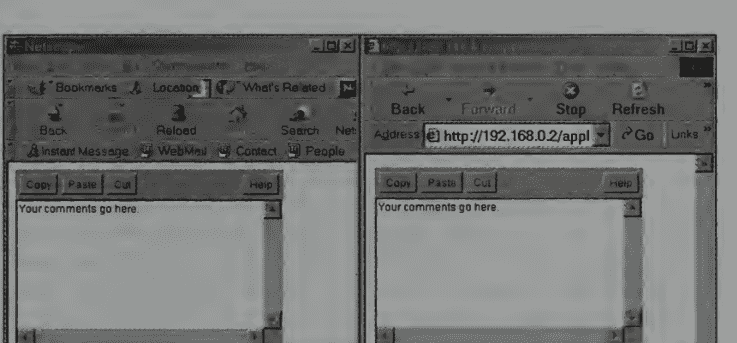 Bookmarks Location What's Related
Back Reload Search
Instant Message WebMail Contact People
Copy Paste Cut Help
Your comments go here.
Back Forward Stop Refresh
Address http://192.168.0.2/appl Go Links
Copy Paste Cut Help
Your comments go here.